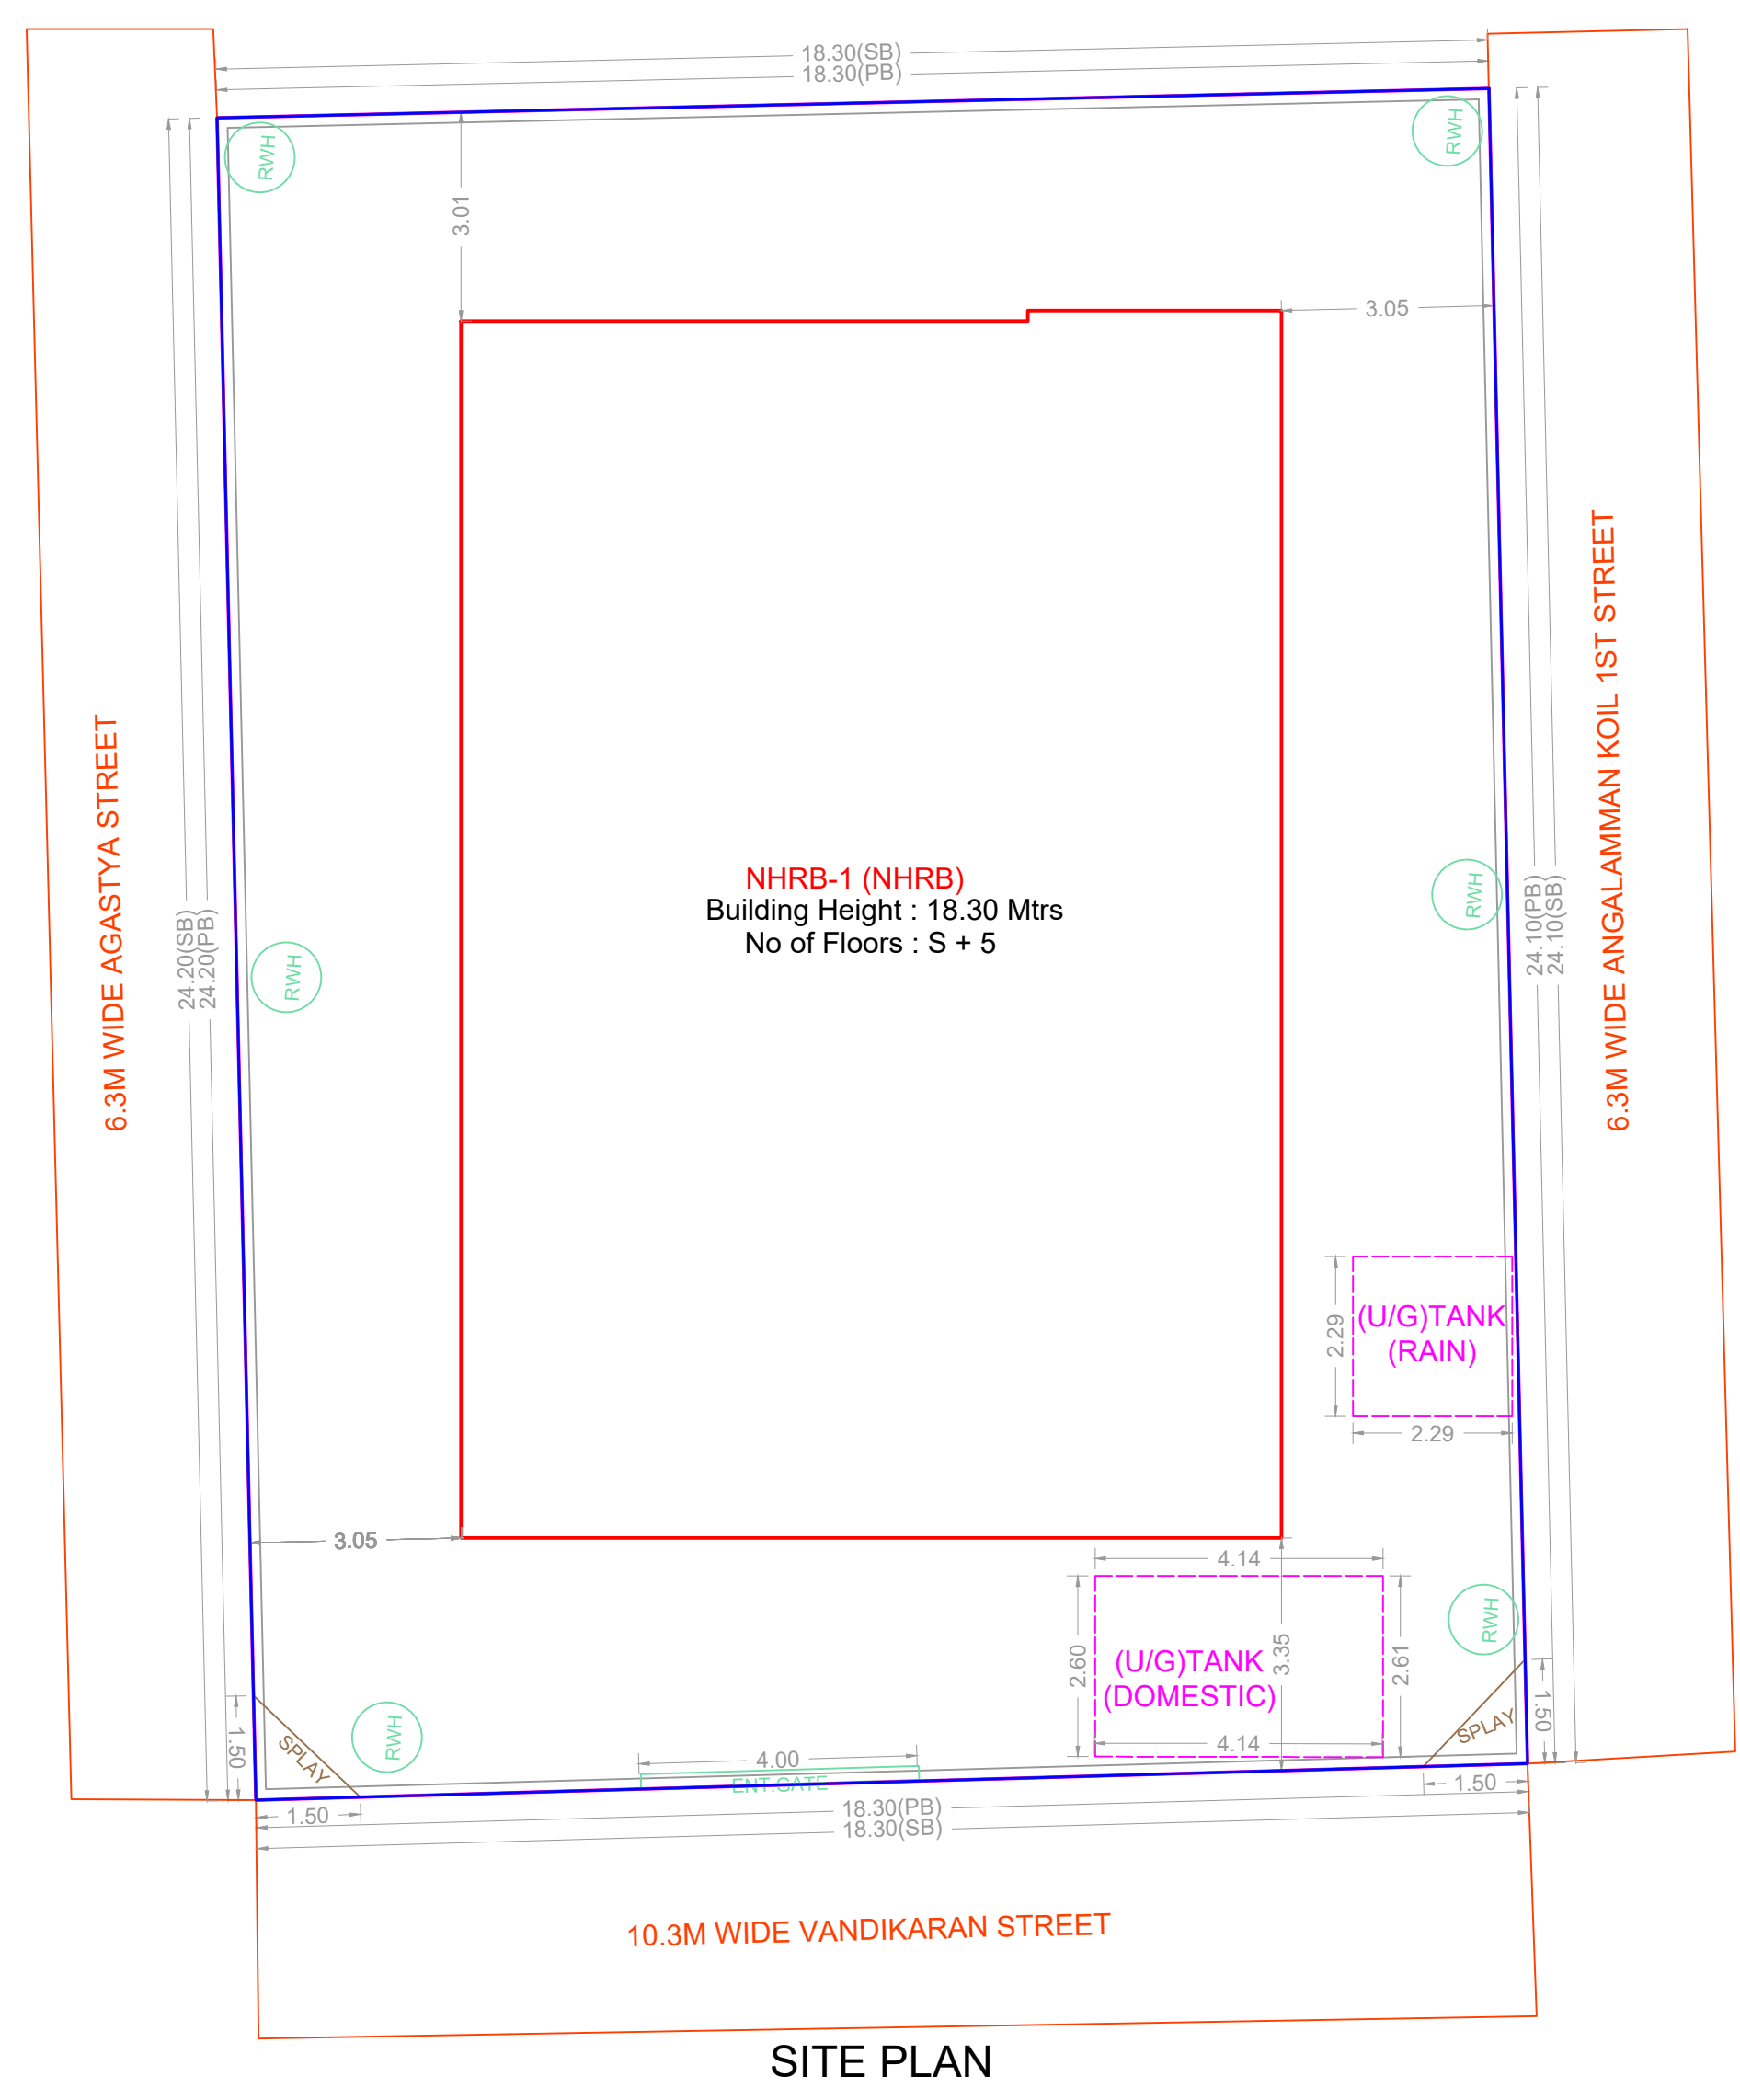 18.30(SB)
18.30(PB)
RWH
RWH
3.01
3.05
6.3M WIDE AGASTYA STREET
24.20(SB)
24.20(PB)
NHRB-1 (NHRB)
Building Height : 18.30 Mtrs
No of Floors : S + 5
RWH
RWH
24.10(PB)
24.10(SB)
6.3M WIDE ANGALAMMAN KOIL 1ST STREET
2.29
(U/G)TANK
(RAIN)
2.29
3.05
4.14
2.60
(U/G)TANK
(DOMESTIC)
3.35
2.61
4.14
RWH
RWH
1.50
SPLAY
SPLAY
1.50
4.00
ENT.GATE
1.50
1.50
18.30(PB)
18.30(SB)
10.3M WIDE VANDIKARAN STREET
SITE PLAN